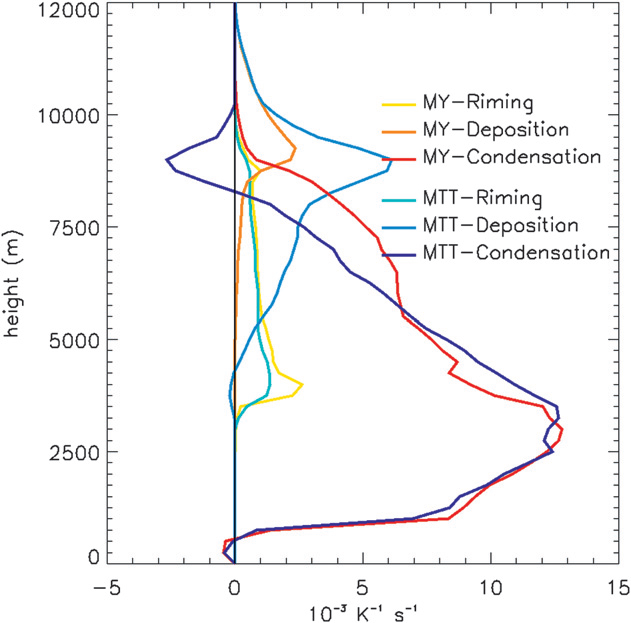 12000
10000
7500
5000
2500
0
height (m)
MY-Riming
MY-Deposition
MY-Condensation
MTT-Riming
MTT-Deposition
MTT-Condensation
-5 0 5 10 15
10⁻³ K⁻¹ s⁻¹